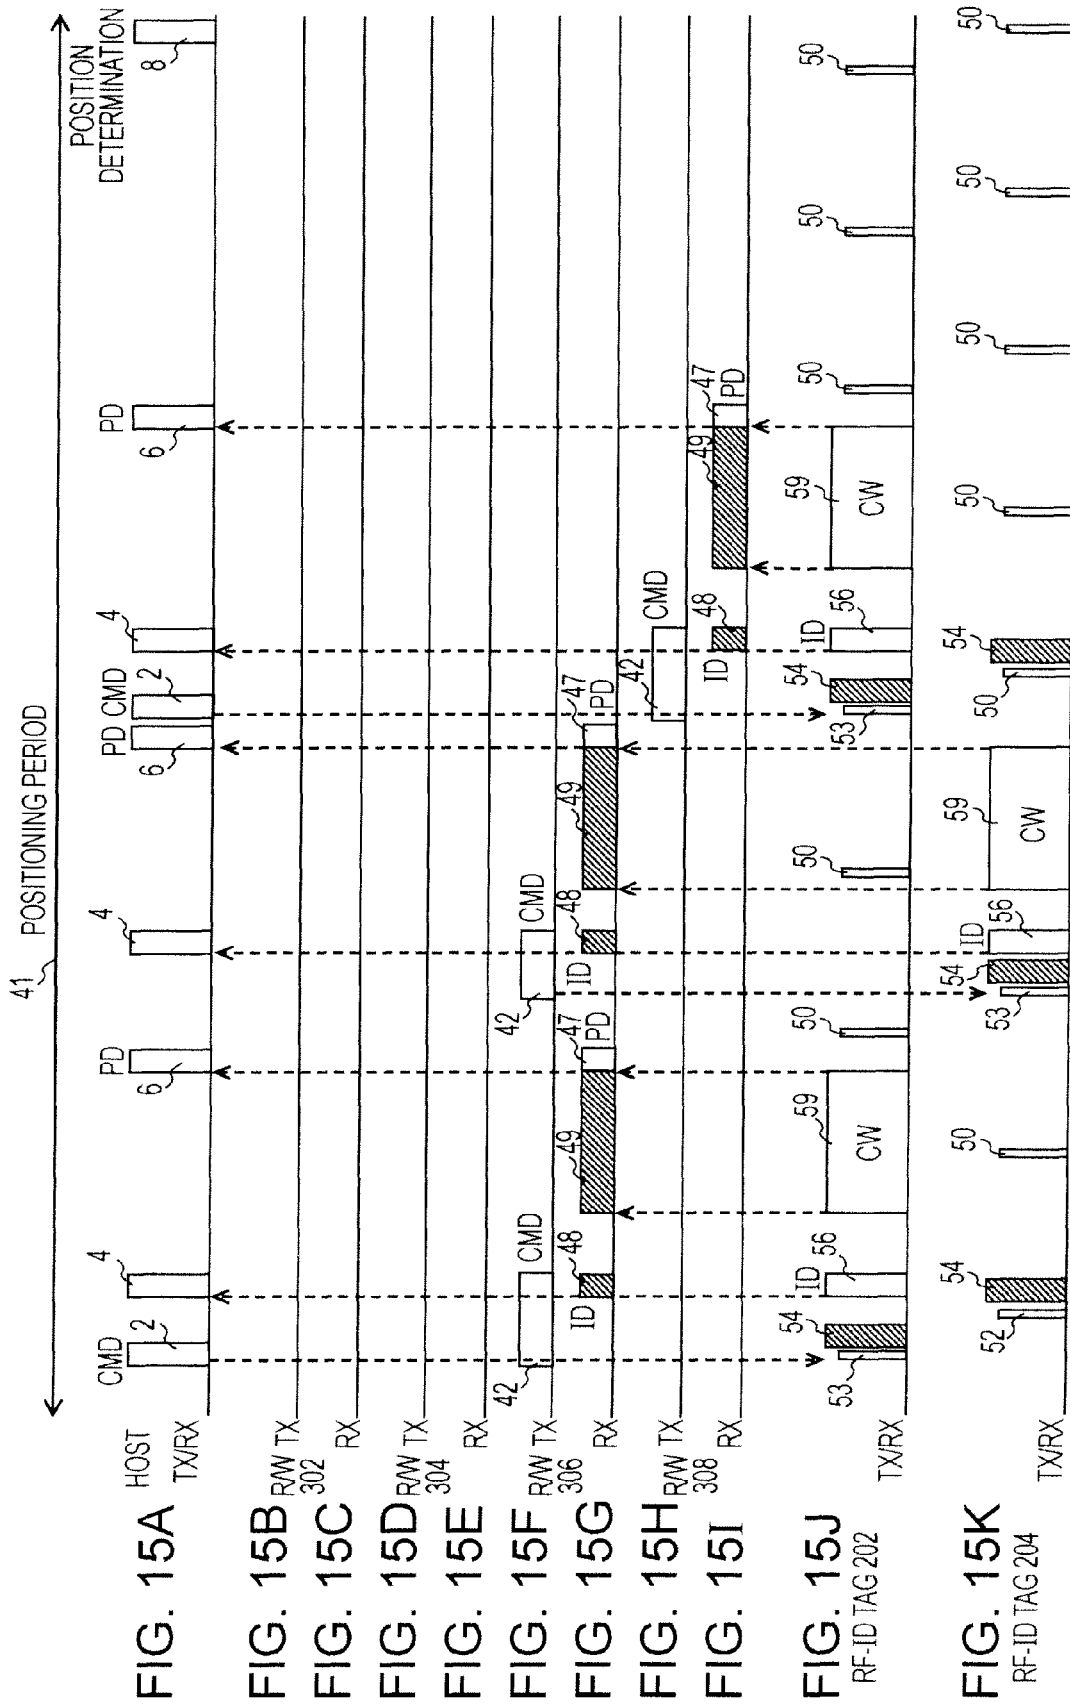 41 POSITIONING PERIOD
POSITION
DETERMINATION
FIG. 15A
HOST
TX/RX
CMD 2 4 PD 6 4 PD CMD 6 2 4 PD 6 8
FIG. 15B
R/W TX
302
FIG. 15C
RX
FIG. 15D
R/W TX
304
FIG. 15E
RX
FIG. 15F
R/W TX
306
42 CMD 42 CMD
FIG. 15G
RX
ID 48 49 47 PD ID 48 49 47 PD
FIG. 15H
R/W TX
308
42 CMD
FIG. 15I
RX
ID 48 49 47 PD
FIG. 15J
RF-ID TAG 202
TX/RX
53 54 ID 56 59 CW 50 50 53 54 ID 56 59 CW 50 50 50
FIG. 15K
RF-ID TAG 204
TX/RX
52 54 50 53 54 ID 56 59 CW 50 54 50 50 50 50